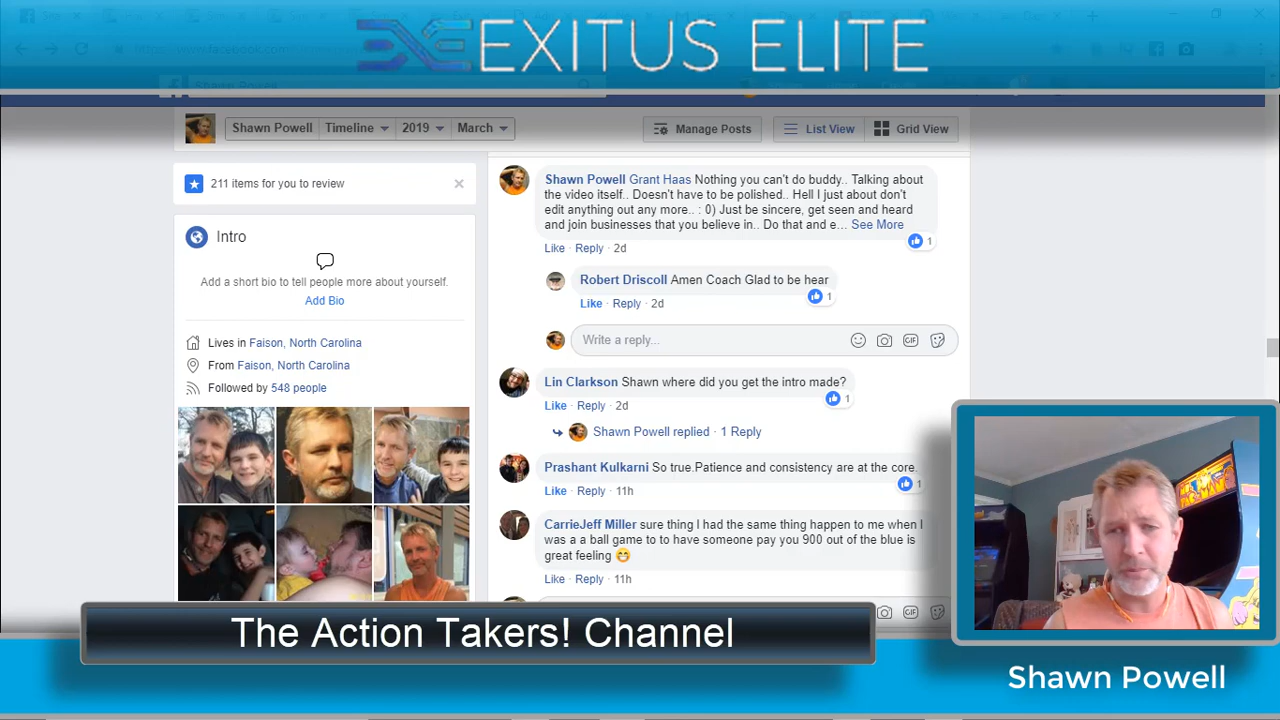 EXITUS ELITE
Shawn Powell
Shawn Powell Timeline 2019 March Manage Posts List View Grid View
211 items for you to review
Intro
Add a short bio to tell people more about yourself.
Add Bio
Lives in Faison, North Carolina
From Faison, North Carolina
Followed by 548 people
Shawn Powell Grant Haas Nothing you can't do buddy.. Talking about
the video itself.. Doesn't have to be polished.. Hell I just about don't
edit anything out any more.. : 0) Just be sincere, get seen and heard
and join businesses that you believe in.. Do that and e... See More
1
Like · Reply · 2d
Robert Driscoll Amen Coach Glad to be hear
1
Like · Reply · 2d
Write a reply...
GIF
Lin Clarkson Shawn where did you get the intro made?
1
Like · Reply · 2d
Shawn Powell replied · 1 Reply
Prashant Kulkarni So true.Patience and consistency are at the core.
1
Like · Reply · 11h
CarrieJeff Miller sure thing I had the same thing happen to me when I
was a a ball game to to have someone pay you 900 out of the blue is
great feeling 😁
Like · Reply · 11h
GIF
The Action Takers! Channel
Shawn Powell